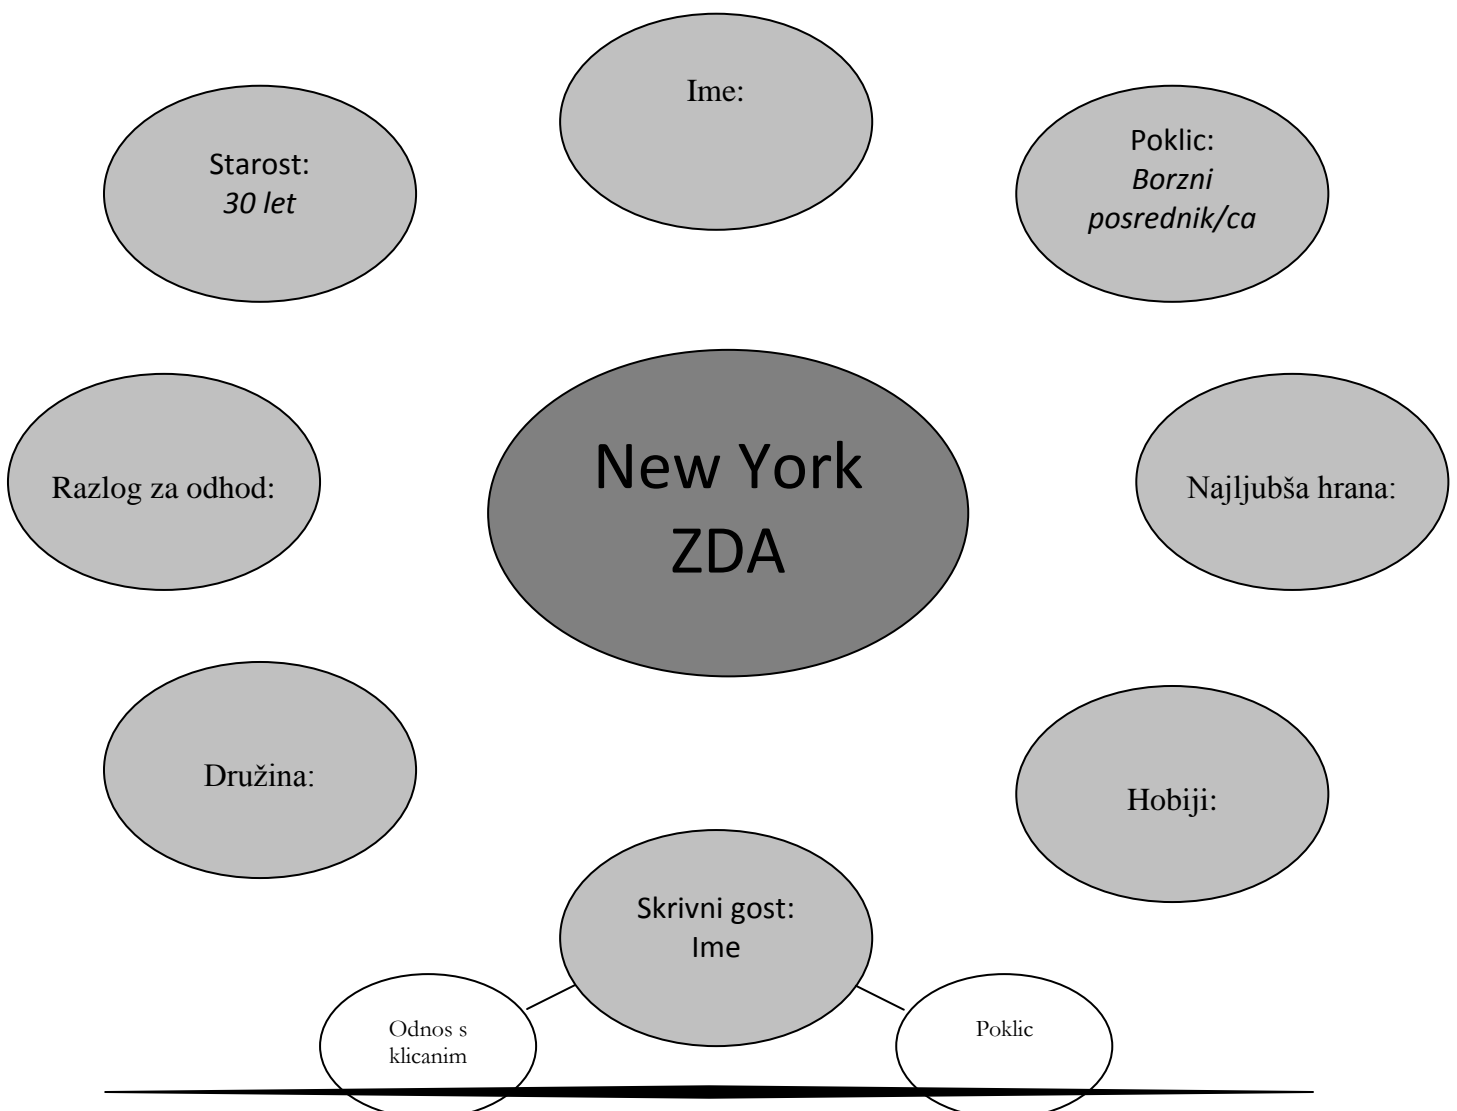 Ime:
Starost:
30 let
Poklic:
Borzni
posrednik/ca
Razlog za odhod:
New York
ZDA
Najljubša hrana:
Družina:
Hobiji:
Skrivni gost:
Ime
Odnos s
klicanim
Poklic